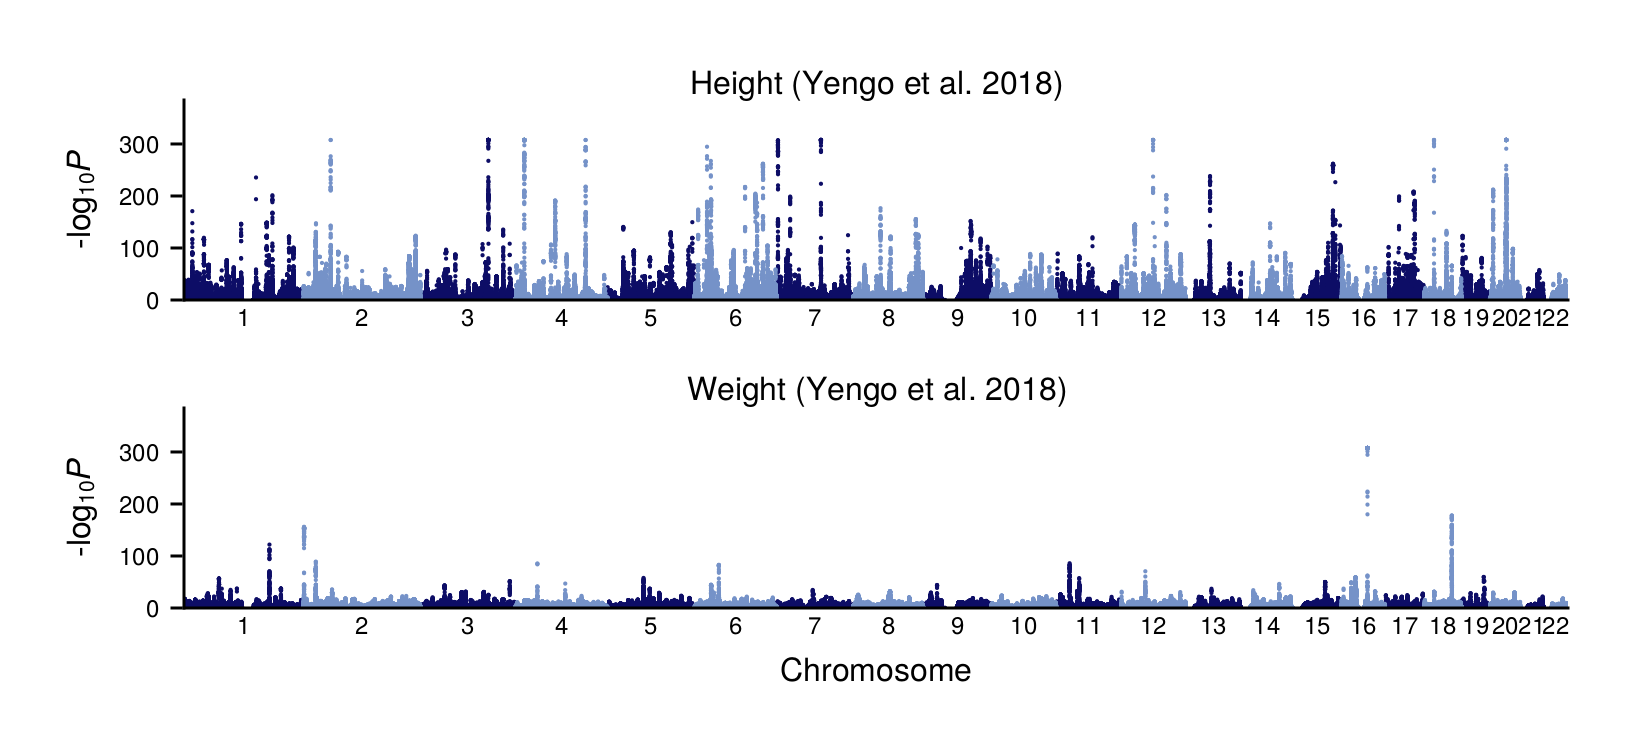 Height (Yengo et al. 2018)
-log10P
300
200
100
0
1 2 3 4 5 6 7 8 9 10 11 12 13 14 15 16 17 18 19 20 21 22
Weight (Yengo et al. 2018)
-log10P
300
200
100
0
1 2 3 4 5 6 7 8 9 10 11 12 13 14 15 16 17 18 19 20 21 22
Chromosome